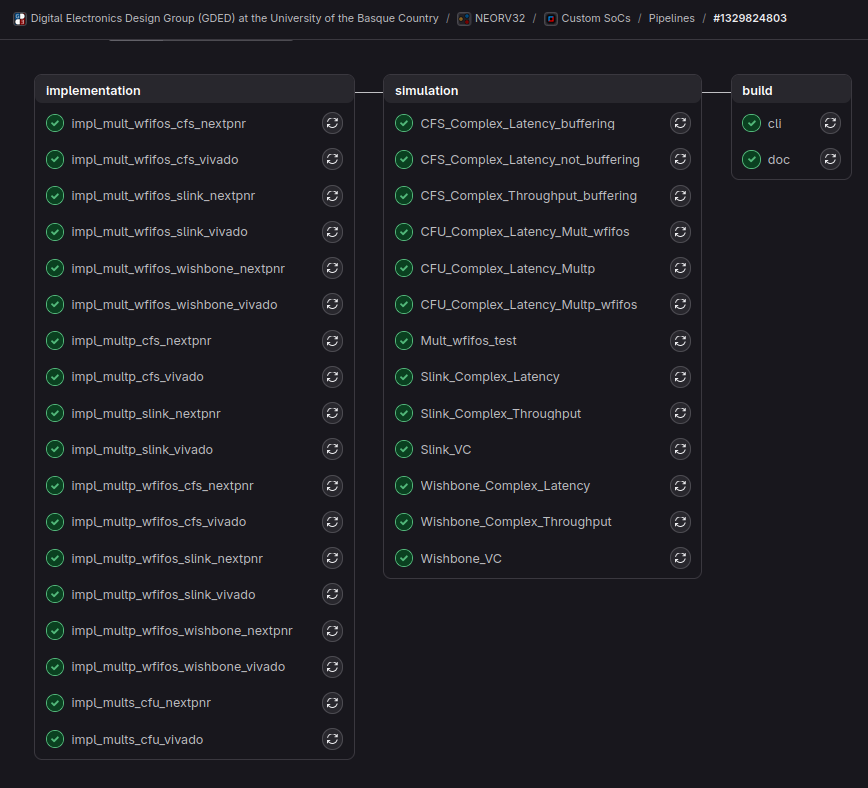 Digital Electronics Design Group (GDED) at the University of the Basque Country / NEORV32 / Custom SoCs / Pipelines / #1329824803
implementation
impl_mult_wfifos_cfs_nextpnr
impl_mult_wfifos_cfs_vivado
impl_mult_wfifos_slink_nextpnr
impl_mult_wfifos_slink_vivado
impl_mult_wfifos_wishbone_nextpnr
impl_mult_wfifos_wishbone_vivado
impl_multp_cfs_nextpnr
impl_multp_cfs_vivado
impl_multp_slink_nextpnr
impl_multp_slink_vivado
impl_multp_wfifos_cfs_nextpnr
impl_multp_wfifos_cfs_vivado
impl_multp_wfifos_slink_nextpnr
impl_multp_wfifos_slink_vivado
impl_multp_wfifos_wishbone_nextpnr
impl_multp_wfifos_wishbone_vivado
impl_mults_cfu_nextpnr
impl_mults_cfu_vivado
simulation
CFS_Complex_Latency_buffering
CFS_Complex_Latency_not_buffering
CFS_Complex_Throughput_buffering
CFU_Complex_Latency_Mult_wfifos
CFU_Complex_Latency_Multp
CFU_Complex_Latency_Multp_wfifos
Mult_wfifos_test
Slink_Complex_Latency
Slink_Complex_Throughput
Slink_VC
Wishbone_Complex_Latency
Wishbone_Complex_Throughput
Wishbone_VC
build
cli
doc